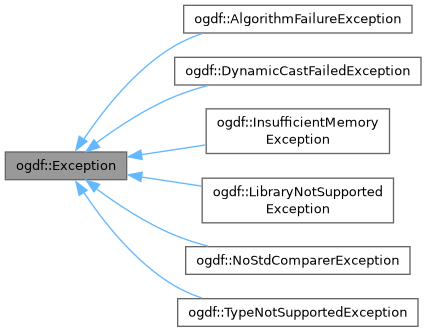 ogdf::AlgorithmFailureException
ogdf::DynamicCastFailedException
ogdf::InsufficientMemory
Exception
ogdf::Exception
ogdf::LibraryNotSupported
Exception
ogdf::NoStdComparerException
ogdf::TypeNotSupportedException